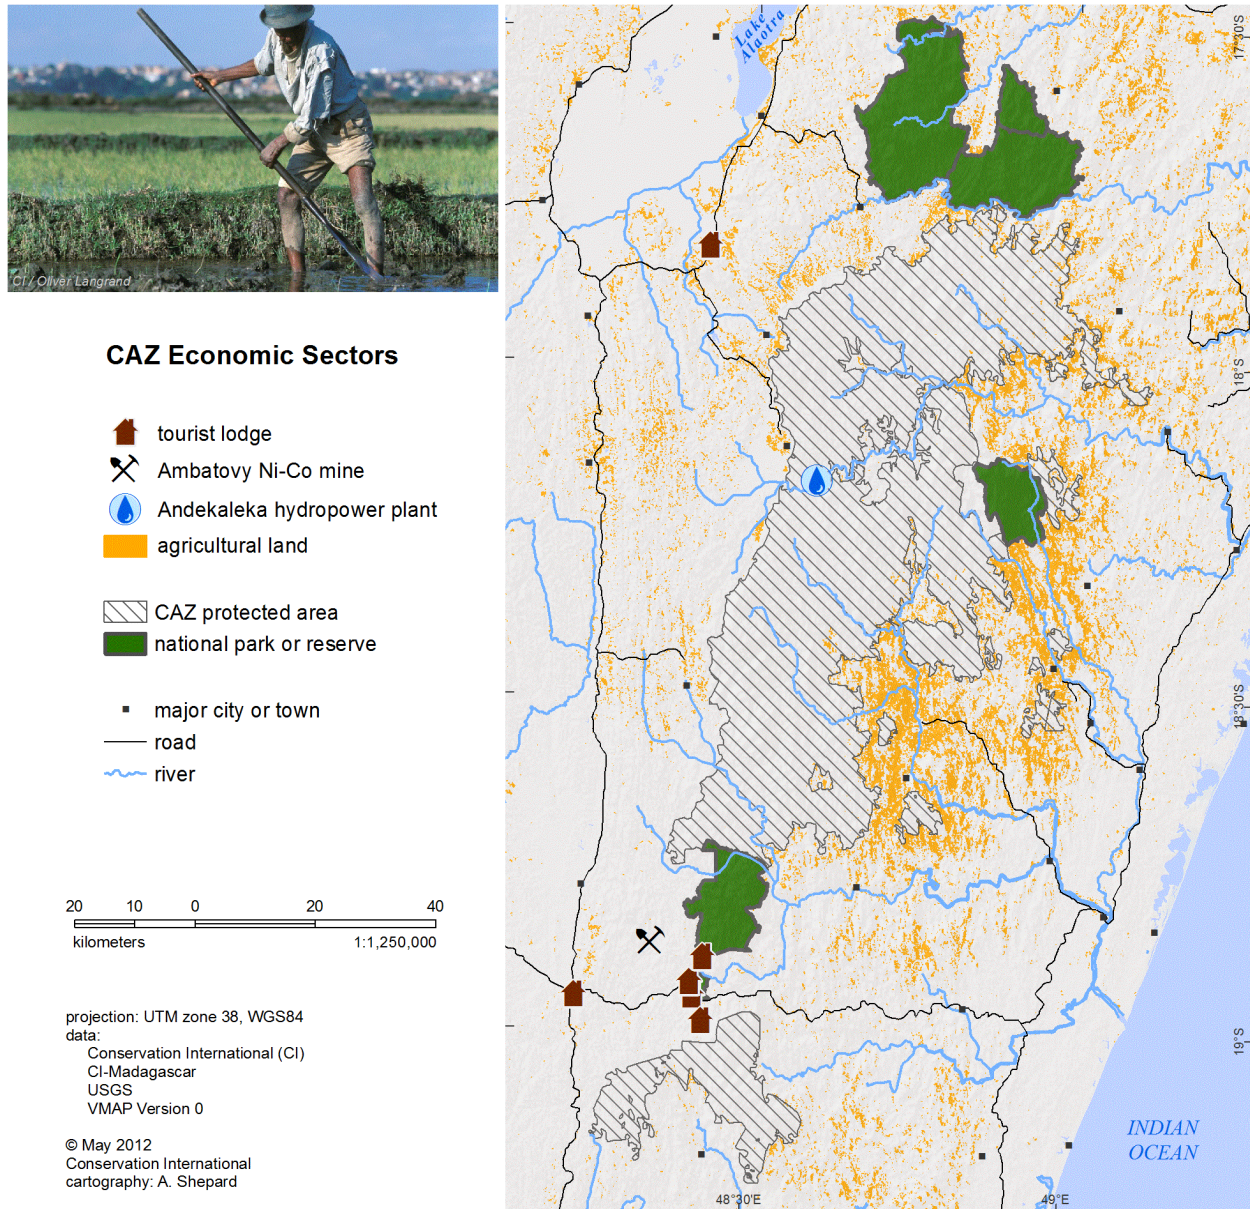 CI / Oliver Langrand
CAZ Economic Sectors
tourist lodge
Ambatovy Ni-Co mine
Andekaleka hydropower plant
agricultural land
CAZ protected area
national park or reserve
major city or town
road
river
20 10 0 20 40
kilometers 1:1,250,000
projection: UTM zone 38, WGS84
data:
Conservation International (CI)
CI-Madagascar
USGS
VMAP Version 0
© May 2012
Conservation International
cartography: A. Shepard
Lake
Alaotra
17°30'S
18°S
18°30'S
19°S
INDIAN
OCEAN
48°30'E
49°E